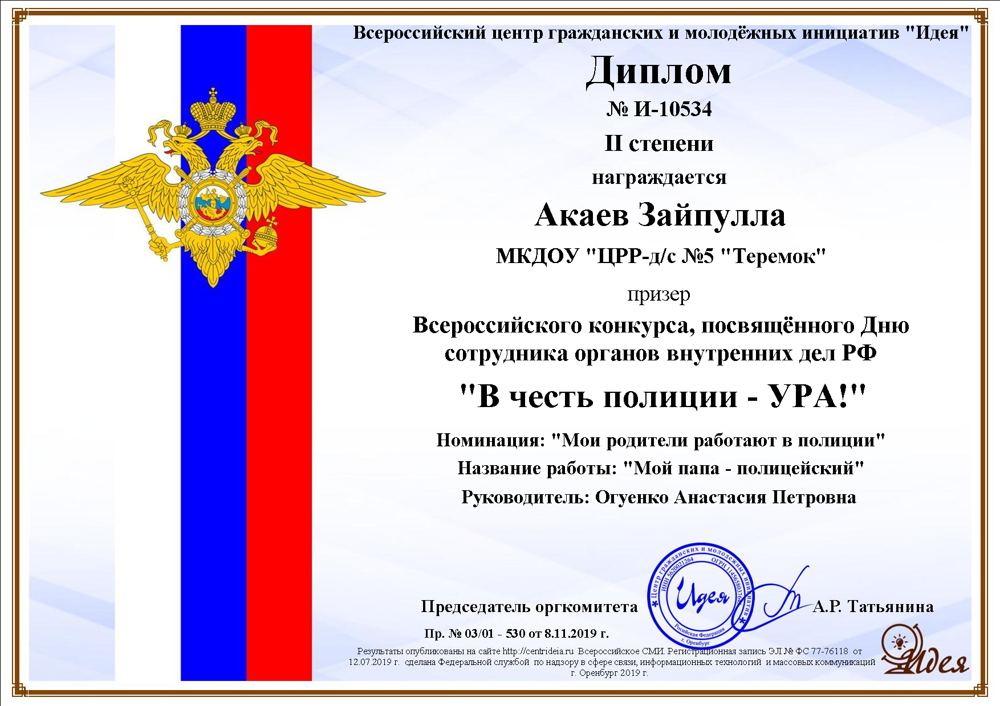 Всероссийский центр гражданских и молодёжных инициатив "Идея"
Диплом
№ И-10534
II степени
награждается
Акаев Зайпулла
МКДОУ "ЦРР-д/с №5 "Теремок"
призер
Всероссийского конкурса, посвящённого Дню
сотрудника органов внутренних дел РФ
"В честь полиции - УРА!"
Номинация: "Мои родители работают в полиции"
Название работы: "Мой папа - полицейский"
Руководитель: Огуенко Анастасия Петровна
Центр гражданских и молодежных инициатив
ИНН 5620021264 ОГРН
Идея
Российская Федерация
г. Оренбург
Председатель оргкомитета
А.Р. Татьянина
Пр. № 03/01 - 530 от 8.11.2019 г.
Результаты опубликованы на сайте http://centrideia.ru Всероссийское СМИ. Регистрационная запись ЭЛ № ФС 77-76118 от
12.07.2019 г. сделана Федеральной службой по надзору в сфере связи, информационных технологий и массовых коммуникаций
г. Оренбург 2019 г.
Идея